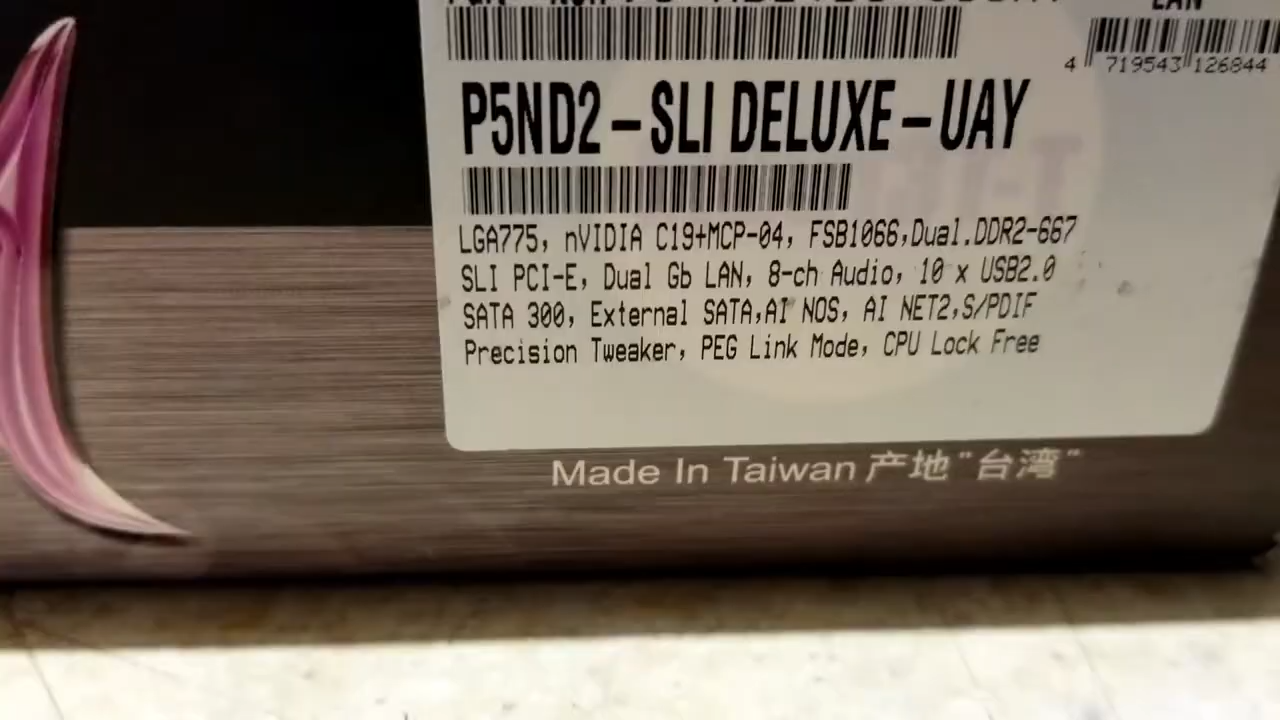 EAN
4 719543 126844
P5ND2-SLI DELUXE-UAY
LGA775, nVIDIA C19+MCP-04, FSB1066,Dual.DDR2-667
SLI PCI-E, Dual Gb LAN, 8-ch Audio, 10 x USB2.0
SATA 300, External SATA,AI NOS, AI NET2,S/PDIF
Precision Tweaker, PEG Link Mode, CPU Lock Free
Made In Taiwan 产地"台湾"